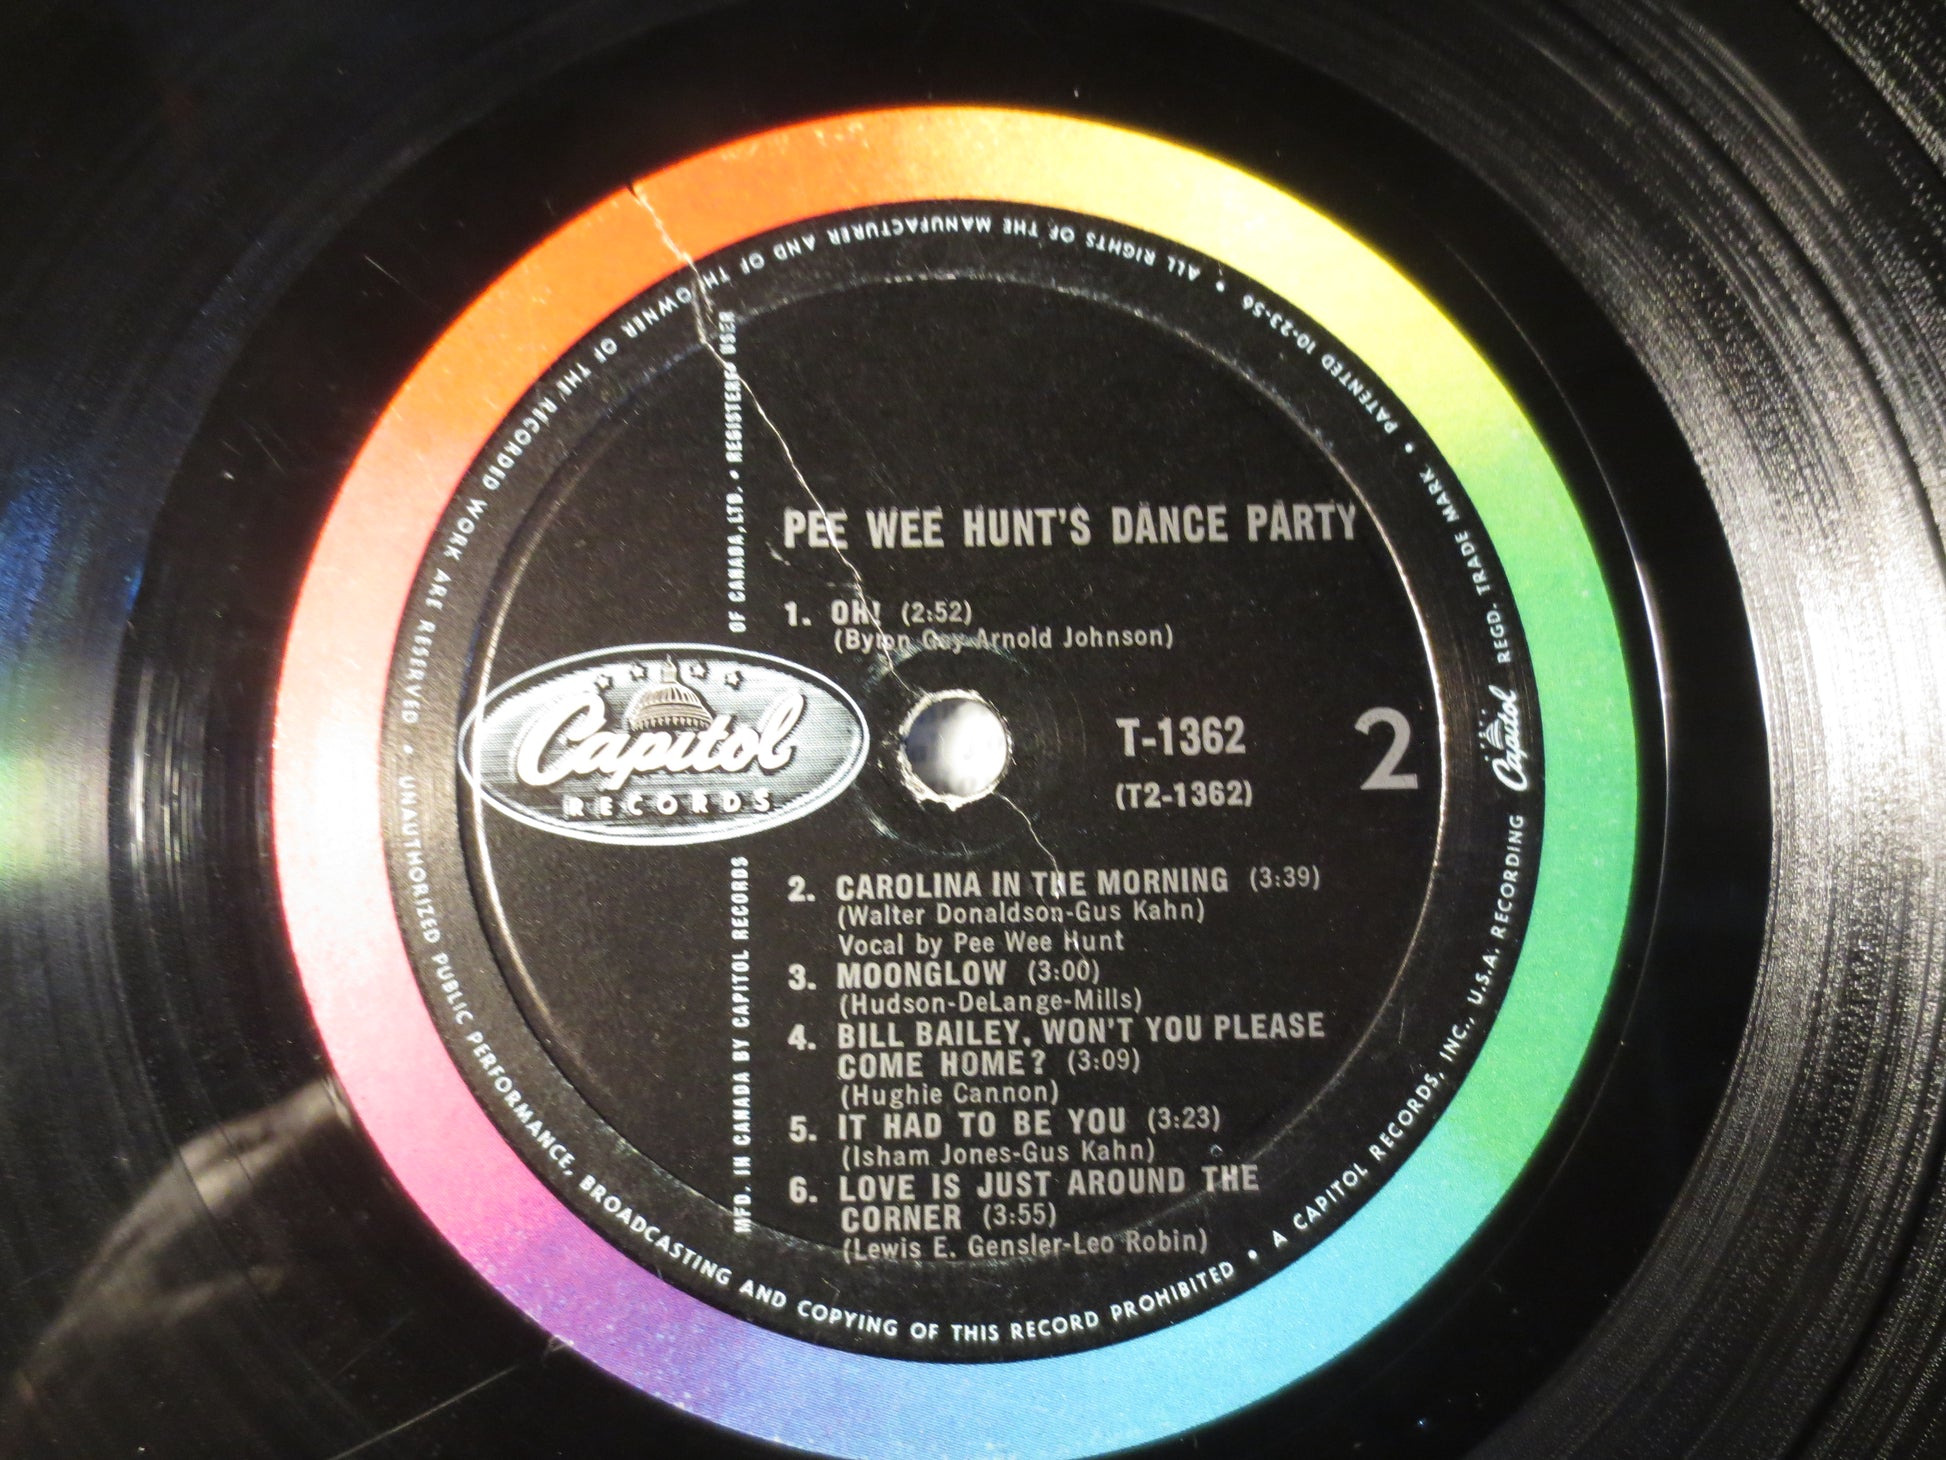 PEE WEE HUNT'S DANCE PARTY
1. OH! (2:52)
(Byron Gay-Arnold Johnson)
Capitol
RECORDS
T-1362
(T2-1362)
2
2. CAROLINA IN THE MORNING (3:39)
(Walter Donaldson-Gus Kahn)
Vocal by Pee Wee Hunt
3. MOONGLOW (3:00)
(Hudson-DeLange-Mills)
4. BILL BAILEY, WON'T YOU PLEASE
COME HOME? (3:09)
(Hughie Cannon)
5. IT HAD TO BE YOU (3:23)
(Isham Jones-Gus Kahn)
6. LOVE IS JUST AROUND THE
CORNER (3:55)
(Lewis E. Gensler-Leo Robin)
MFD. IN CANADA BY CAPITOL RECORDS OF CANADA, LTD. • REGISTERED USER
A CAPITOL RECORDS, INC., U.S.A. RECORDING Capitol REGD. TRADE MARK • PATENTED 10-23-56 • ALL RIGHTS OF THE MANUFACTURER AND OF THE OWNER OF THE RECORDED WORK ARE RESERVED • UNAUTHORIZED PUBLIC PERFORMANCE, BROADCASTING AND COPYING OF THIS RECORD PROHIBITED •